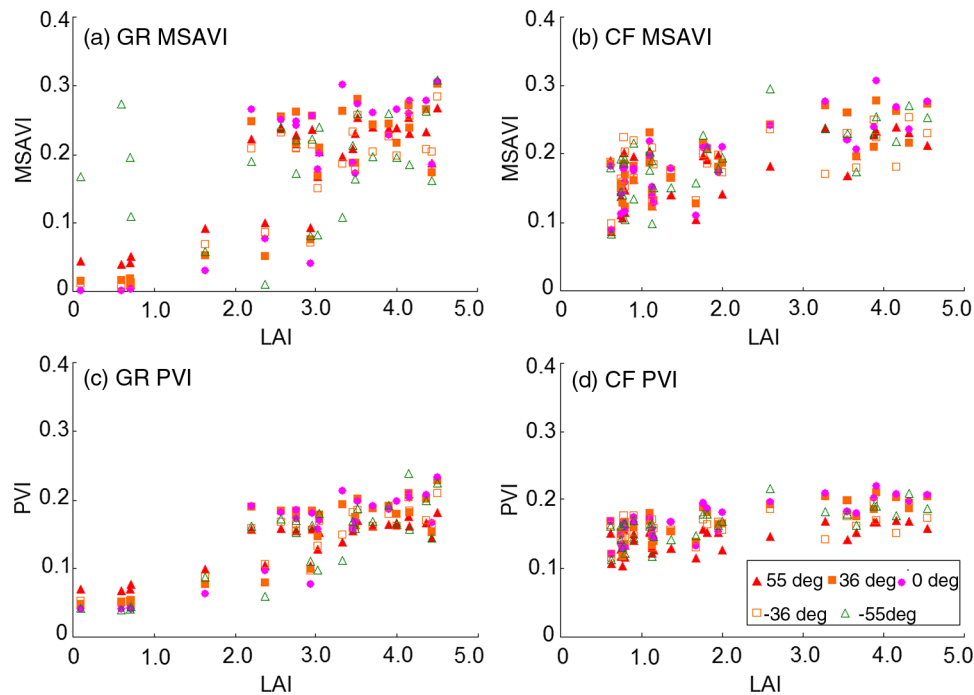 (a) GR MSAVI
0.4
0.3
0.2
0.1
0
MSAVI
0 1.0 2.0 3.0 4.0 5.0
LAI
(b) CF MSAVI
0.4
0.3
0.2
0.1
0
MSAVI
0 1.0 2.0 3.0 4.0 5.0
LAI
(c) GR PVI
0.4
0.3
0.2
0.1
0
PVI
0 1.0 2.0 3.0 4.0 5.0
LAI
(d) CF PVI
0.4
0.3
0.2
0.1
0
PVI
55 deg 36 deg 0 deg
-36 deg -55deg
0 1.0 2.0 3.0 4.0 5.0
LAI